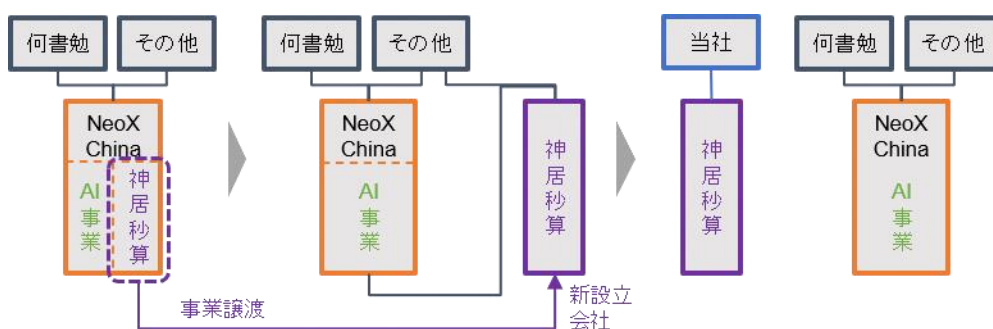 何書勉
その他
NeoX
China
AI
事
業
神
居
秒
算
事業譲渡
何書勉
その他
NeoX
China
AI
事
業
神
居
秒
算
新設立
会社
当社
神
居
秒
算
何書勉
その他
NeoX
China
AI
事
業